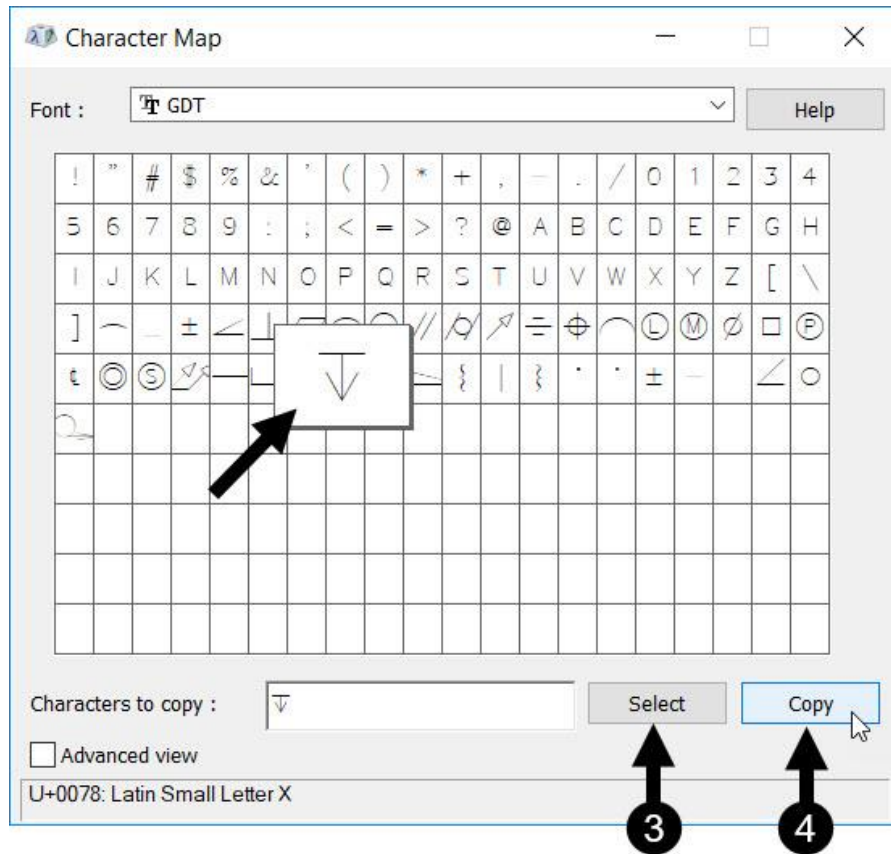 Character Map
Font : GDT Help
! " # $ % & ' ( ) * + , – . / 0 1 2 3 4
5 6 7 8 9 : ; < = > ? @ A B C D E F G H
I J K L M N O P Q R S T U V W X Y Z [ \
] ⌒ _ ± ∠ ⊥ // ⌭ ↗ ⌯ ⌖ ⌒ Ⓛ Ⓜ ⌀ □ Ⓟ
₵ ◎ Ⓢ ⌰ — ↧ | ± — ∠ ○
Characters to copy : ↧ Select Copy
Advanced view
U+0078: Latin Small Letter X
3 4